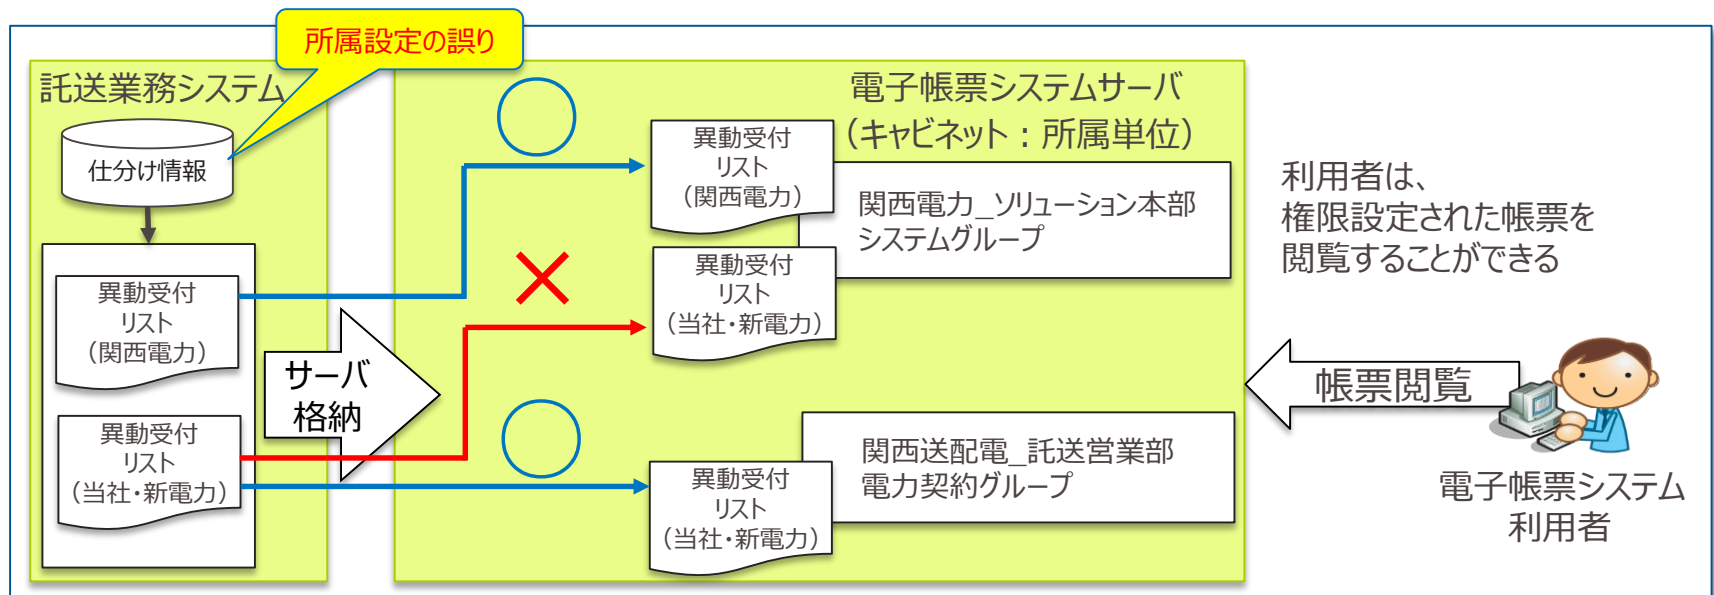 所属設定の誤り
託送業務システム
仕分け情報
異動受付
リスト
（関西電力）
異動受付
リスト
（当社・新電力）
サーバ
格納
電子帳票システムサーバ
（キャビネット：所属単位）
異動受付
リスト
（関西電力）
関西電力_ソリューション本部
システムグループ
異動受付
リスト
（当社・新電力）
関西送配電_託送営業部
電力契約グループ
異動受付
リスト
（当社・新電力）
利用者は、
権限設定された帳票を
閲覧することができる
帳票閲覧
電子帳票システム
利用者